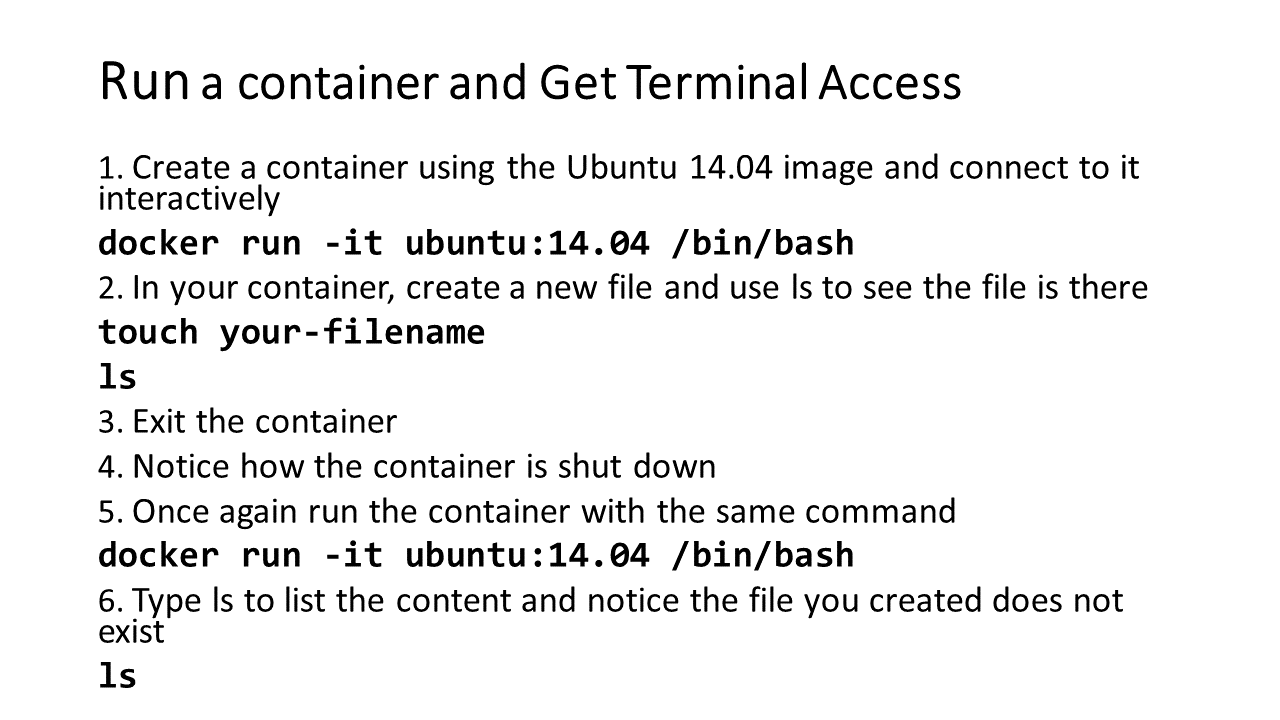 Run a container and Get Terminal Access
1. Create a container using the Ubuntu 14.04 image and connect to it
interactively
docker run -it ubuntu:14.04 /bin/bash
2. In your container, create a new file and use ls to see the file is there
touch your-filename
ls
3. Exit the container
4. Notice how the container is shut down
5. Once again run the container with the same command
docker run -it ubuntu:14.04 /bin/bash
6. Type ls to list the content and notice the file you created does not
exist
ls